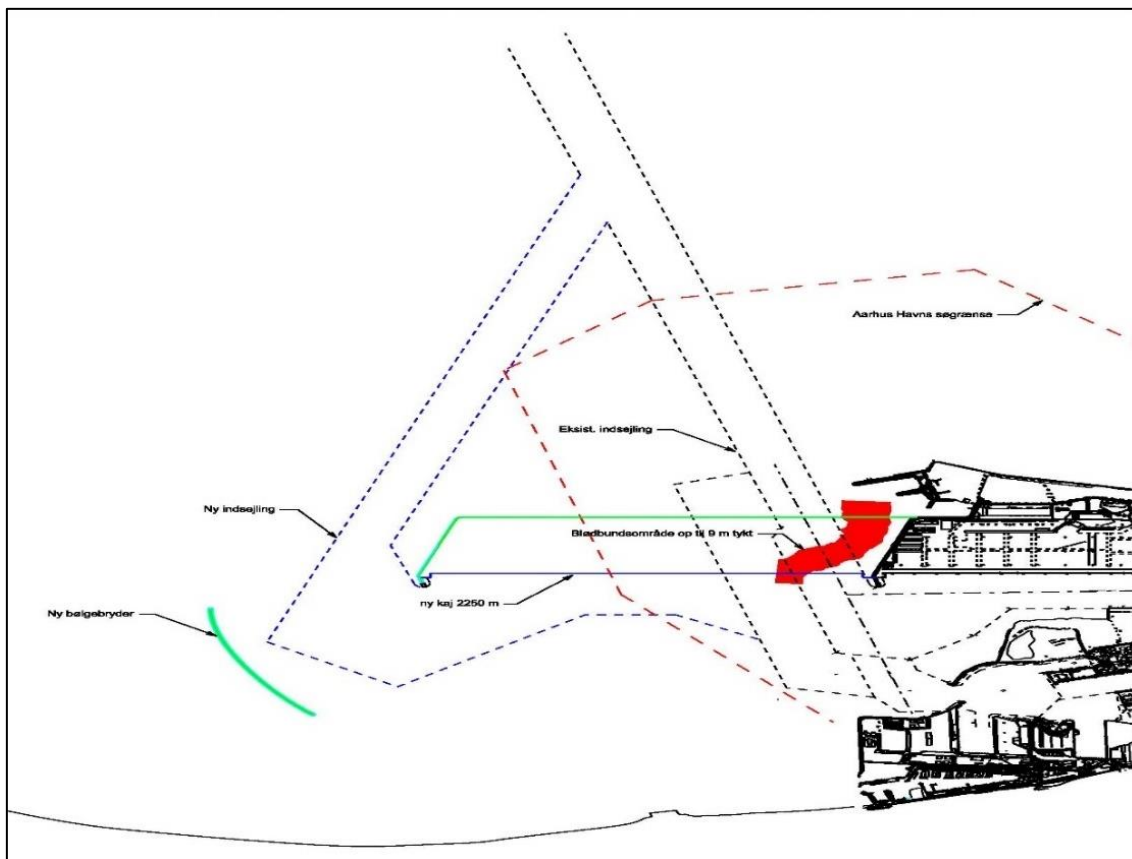 Aarhus Havns søgrænse
Eksist. indsejling
Ny indsejling
Blødbundsområde op til 9 m tykt
ny kaj 2250 m
Ny bølgebryder